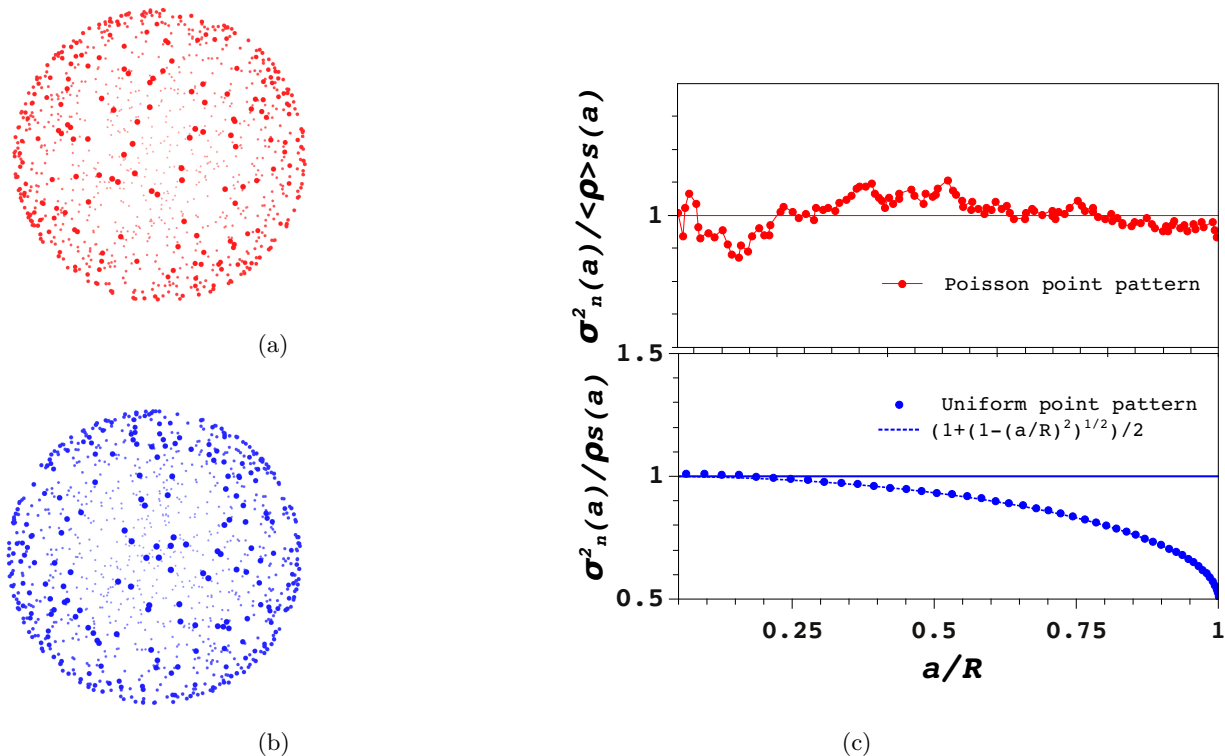 (a)
(b)
σ²ₙ(a)/<ρ>s(a)
1
Poisson point pattern
σ²ₙ(a)/ρs(a)
1.5
1
0.5
Uniform point pattern
(1+(1-(a/R)²)¹/²)/2
0.25
0.5
0.75
1
a/R
(c)